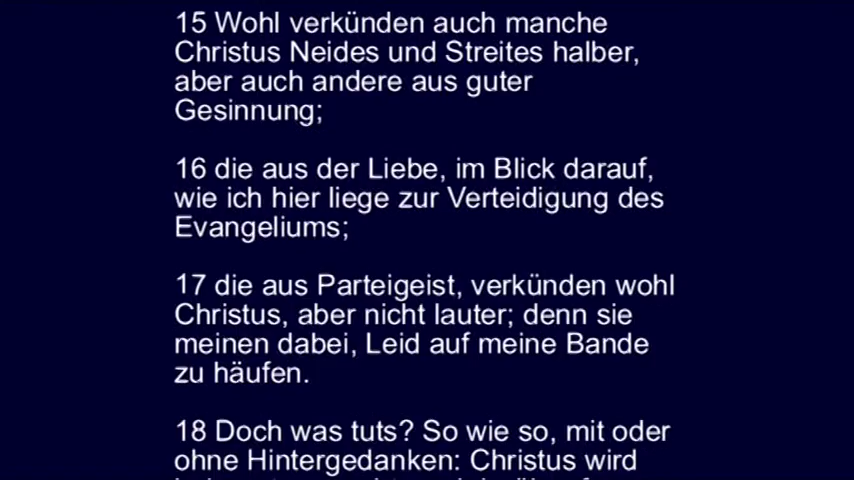 15 Wohl verkünden auch manche
Christus Neides und Streites halber,
aber auch andere aus guter
Gesinnung;
16 die aus der Liebe, im Blick darauf,
wie ich hier liege zur Verteidigung des
Evangeliums;
17 die aus Parteigeist, verkünden wohl
Christus, aber nicht lauter; denn sie
meinen dabei, Leid auf meine Bande
zu häufen.
18 Doch was tuts? So wie so, mit oder
ohne Hintergedanken: Christus wird